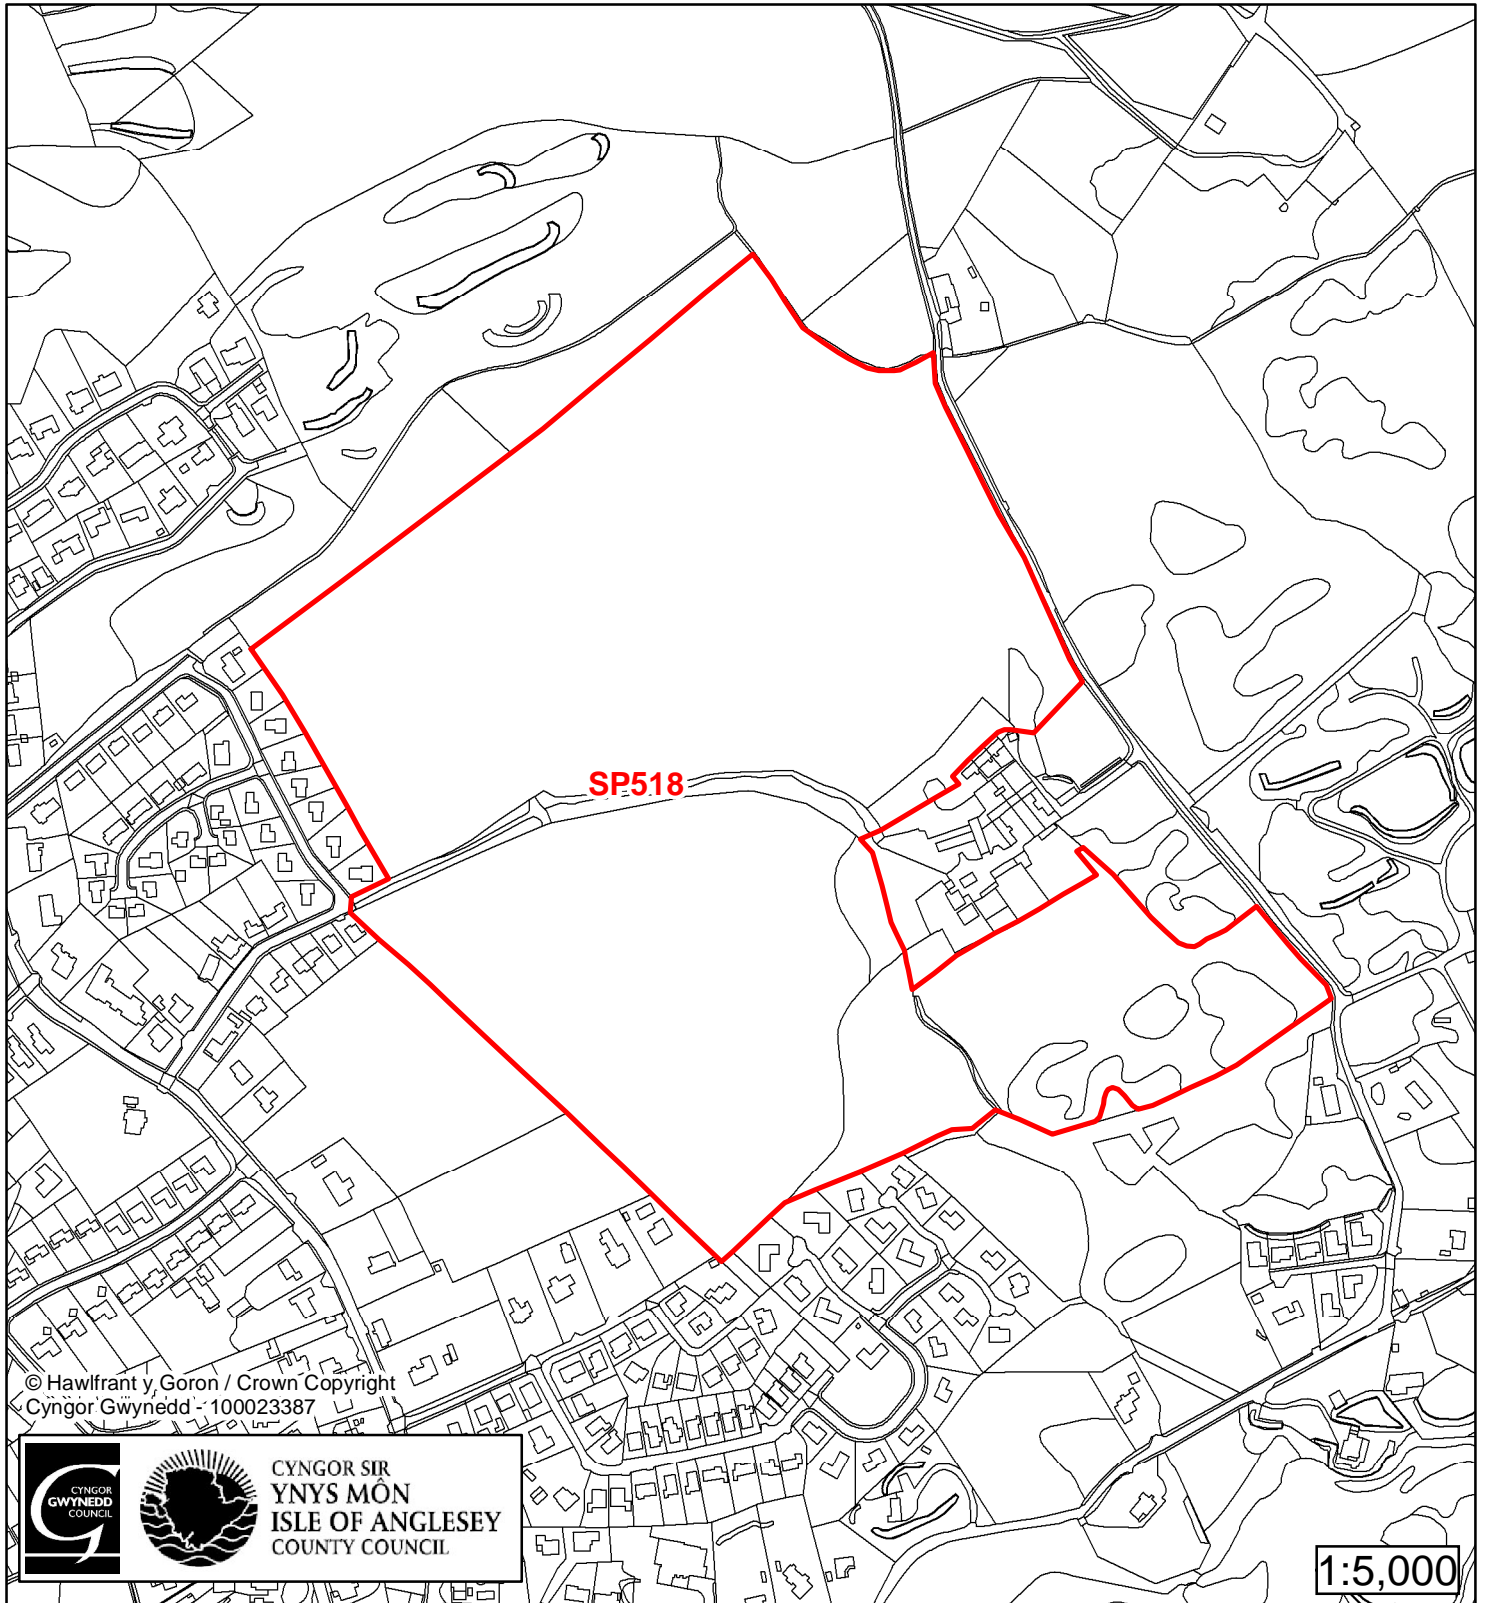 SP518
© Hawlfrant y Goron / Crown Copyright
Cyngor Gwynedd - 100023387
CYNGOR
GWYNEDD
COUNCIL
CYNGOR SIR
YNYS MÔN
ISLE OF ANGLESEY
COUNTY COUNCIL
1:5,000